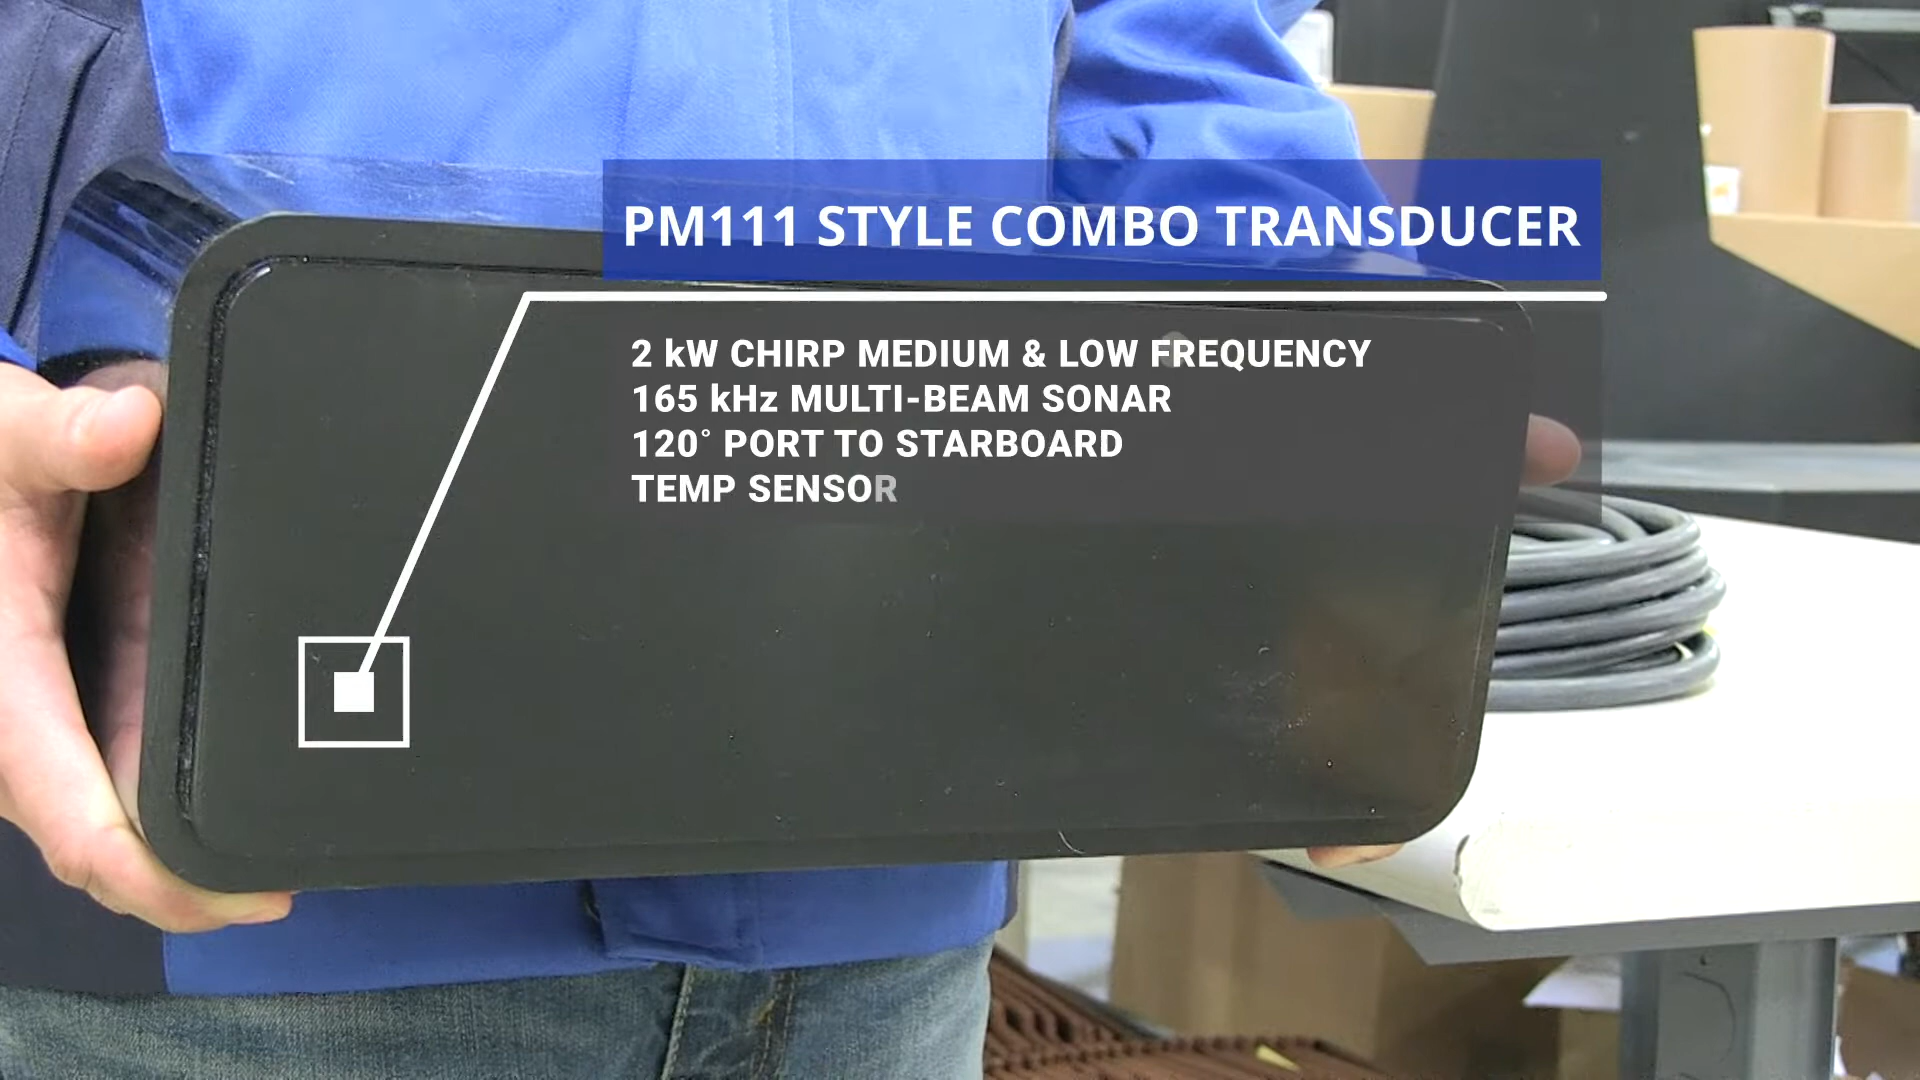 PM111 STYLE COMBO TRANSDUCER
2 kW CHIRP MEDIUM & LOW FREQUENCY
165 kHz MULTI-BEAM SONAR
120° PORT TO STARBOARD
TEMP SENSOR